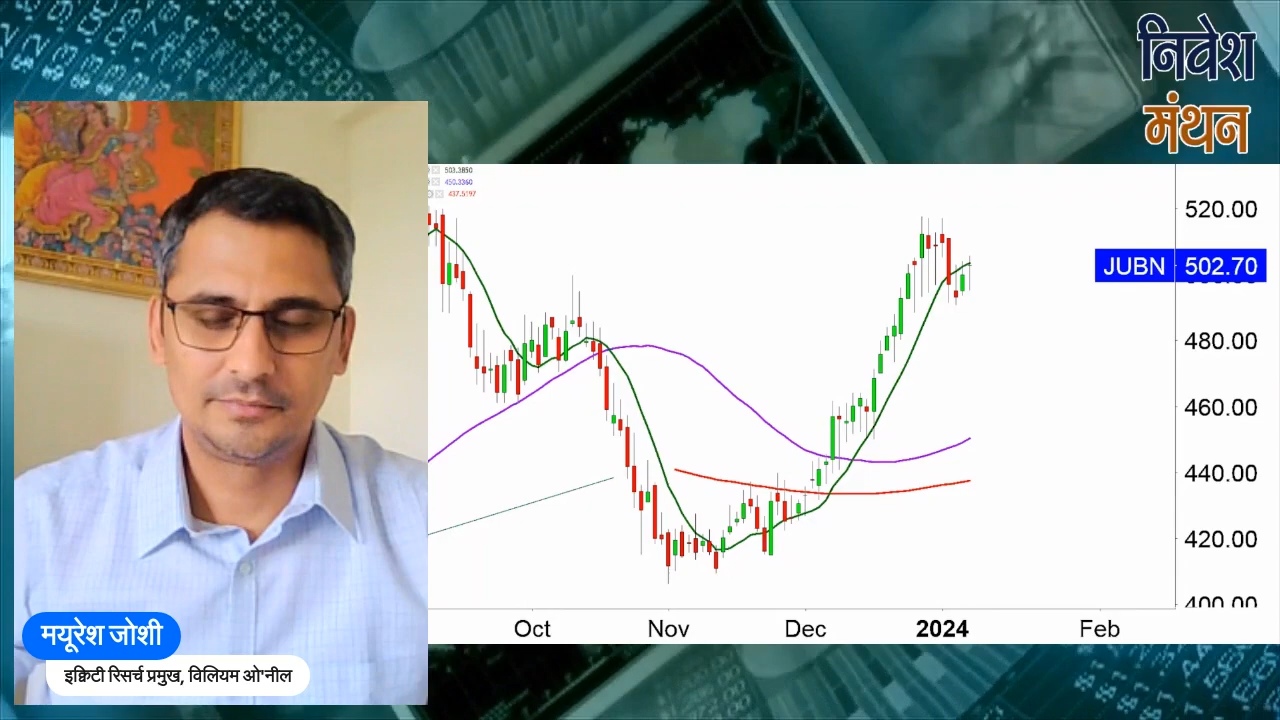 निवेश
मंथन
503.3850
450.3360
437.5197
520.00
JUBN 502.70
480.00
460.00
440.00
420.00
400.00
Oct Nov Dec 2024 Feb
मयूरेश जोशी
इक्विटी रिसर्च प्रमुख, विलियम ओ'नील